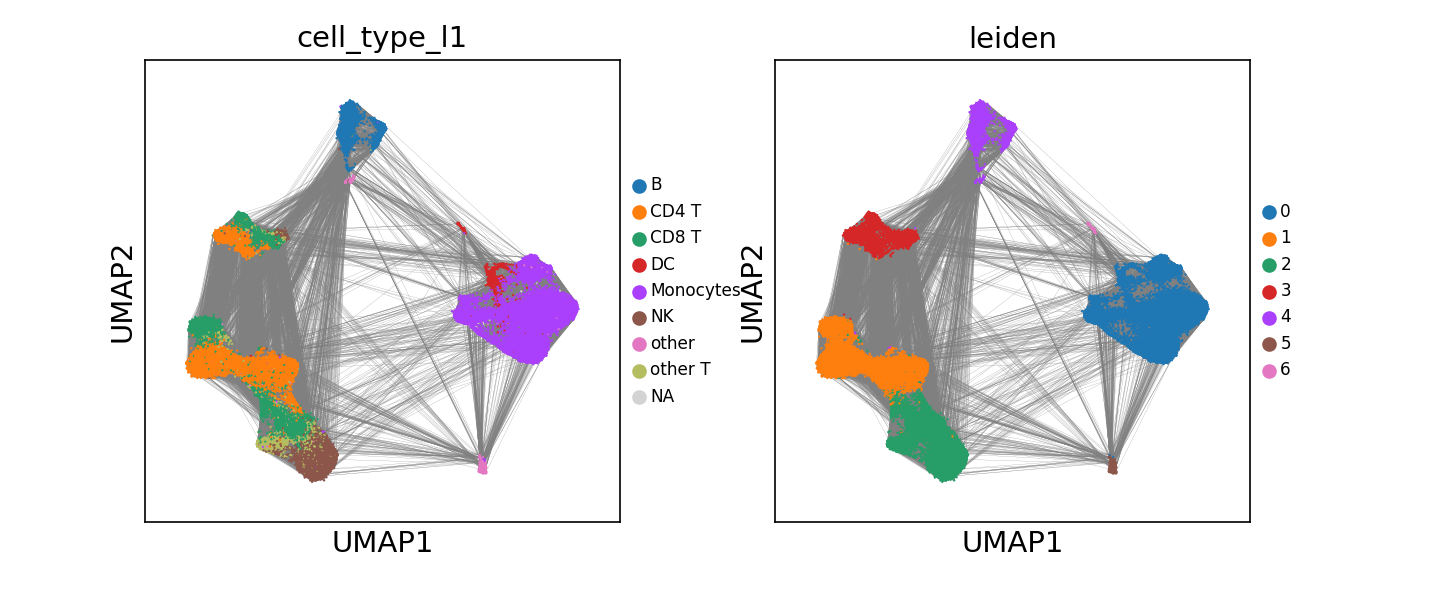 cell_type_l1
UMAP2
UMAP1
B
CD4 T
CD8 T
DC
Monocytes
NK
other
other T
NA
leiden
UMAP2
UMAP1
0
1
2
3
4
5
6